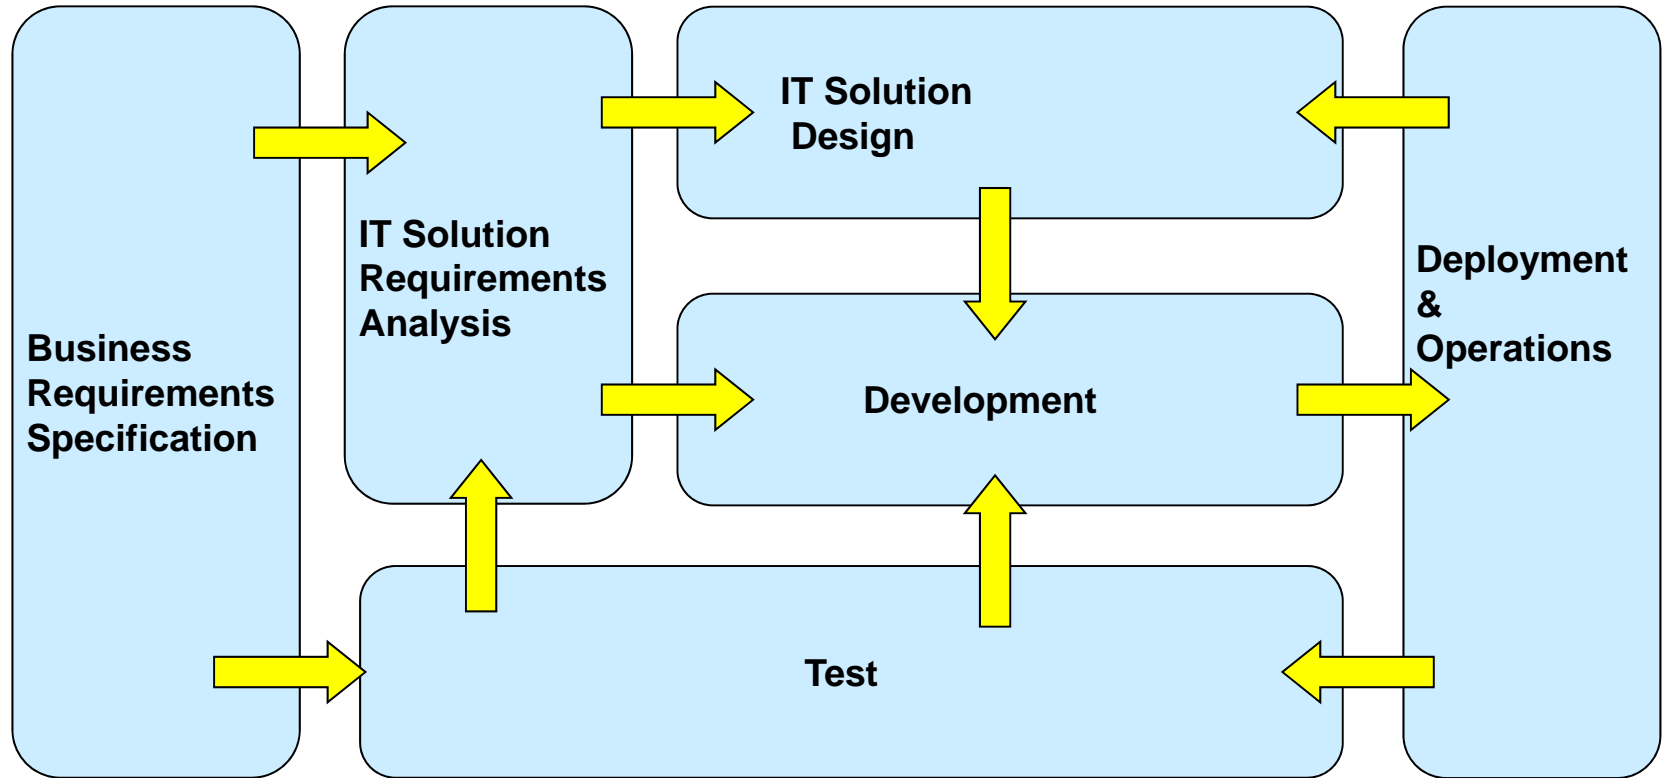 Business
Requirements
Specification
IT Solution
Requirements
Analysis
IT Solution
Design
Development
Test
Deployment
&
Operations